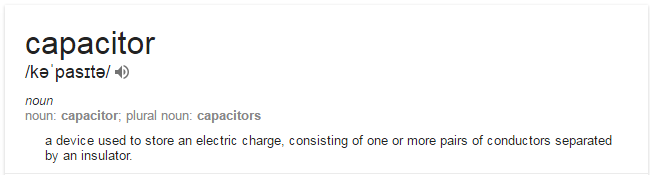 capacitor
/kəˈpasɪtə/
noun
noun: capacitor; plural noun: capacitors
a device used to store an electric charge, consisting of one or more pairs of conductors separated
by an insulator.